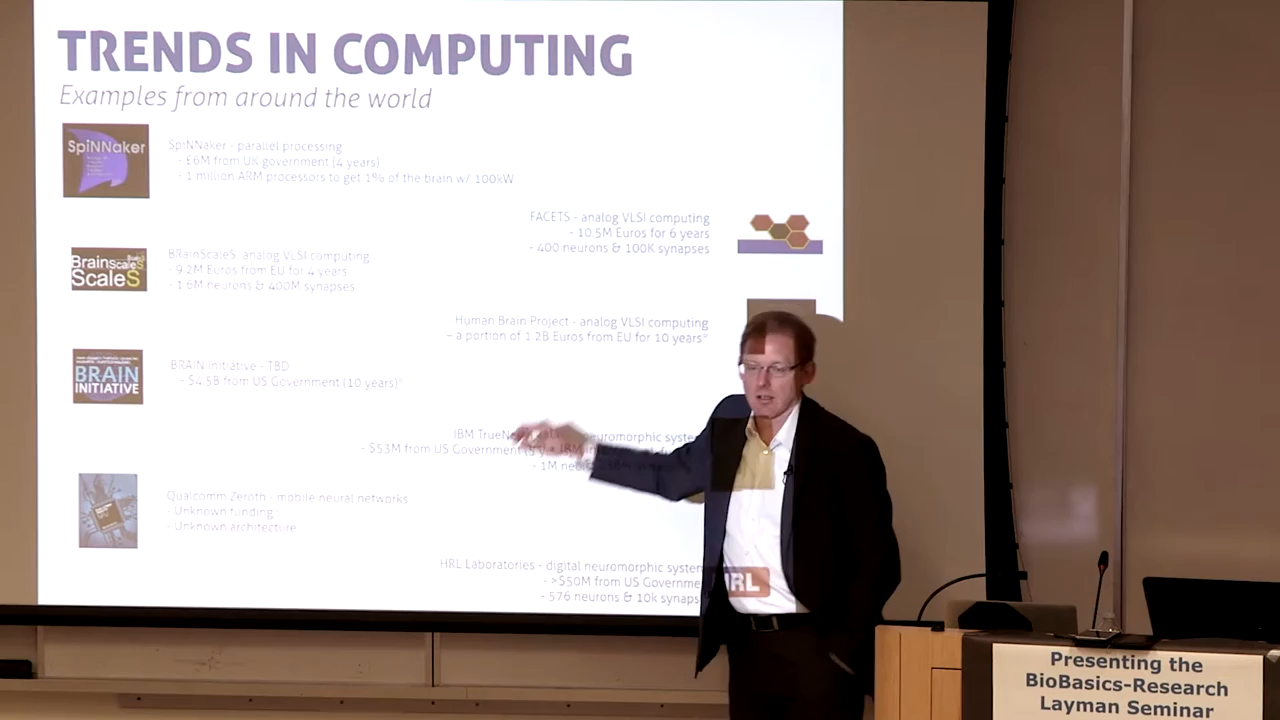 TRENDS IN COMPUTING
Examples from around the world
SpiNNaker
SpiNNaker - parallel processing
- £6M from UK government (4 years)
- 1 million ARM processors to get 1% of the brain w/ 100kW
FACETS - analog VLSI computing
- 10.5M Euros for 6 years
- 400 neurons & 100K synapses
BrainScaleS
BRainScaleS analog VLSI computing
- 9.2M Euros from EU for 4 years
- 1.6M neurons & 400M synapses
Human Brain Project - analog VLSI computing
- a portion of 1.2B Euros from EU for 10 years
BRAIN
INITIATIVE
BRAIN Initiative - TBD
- $4.5B from US Government (10 years)
IBM neuromorphic
- $53M from US Government
- 1M
Qualcomm Zeroth - mobile neural networks
- Unknown funding
- Unknown architecture
HRL Laboratories - digital neuromorphic system
- >$50M from US
- 576 neurons & 10k
HRL
Presenting the
BioBasics-Research
Layman Seminar